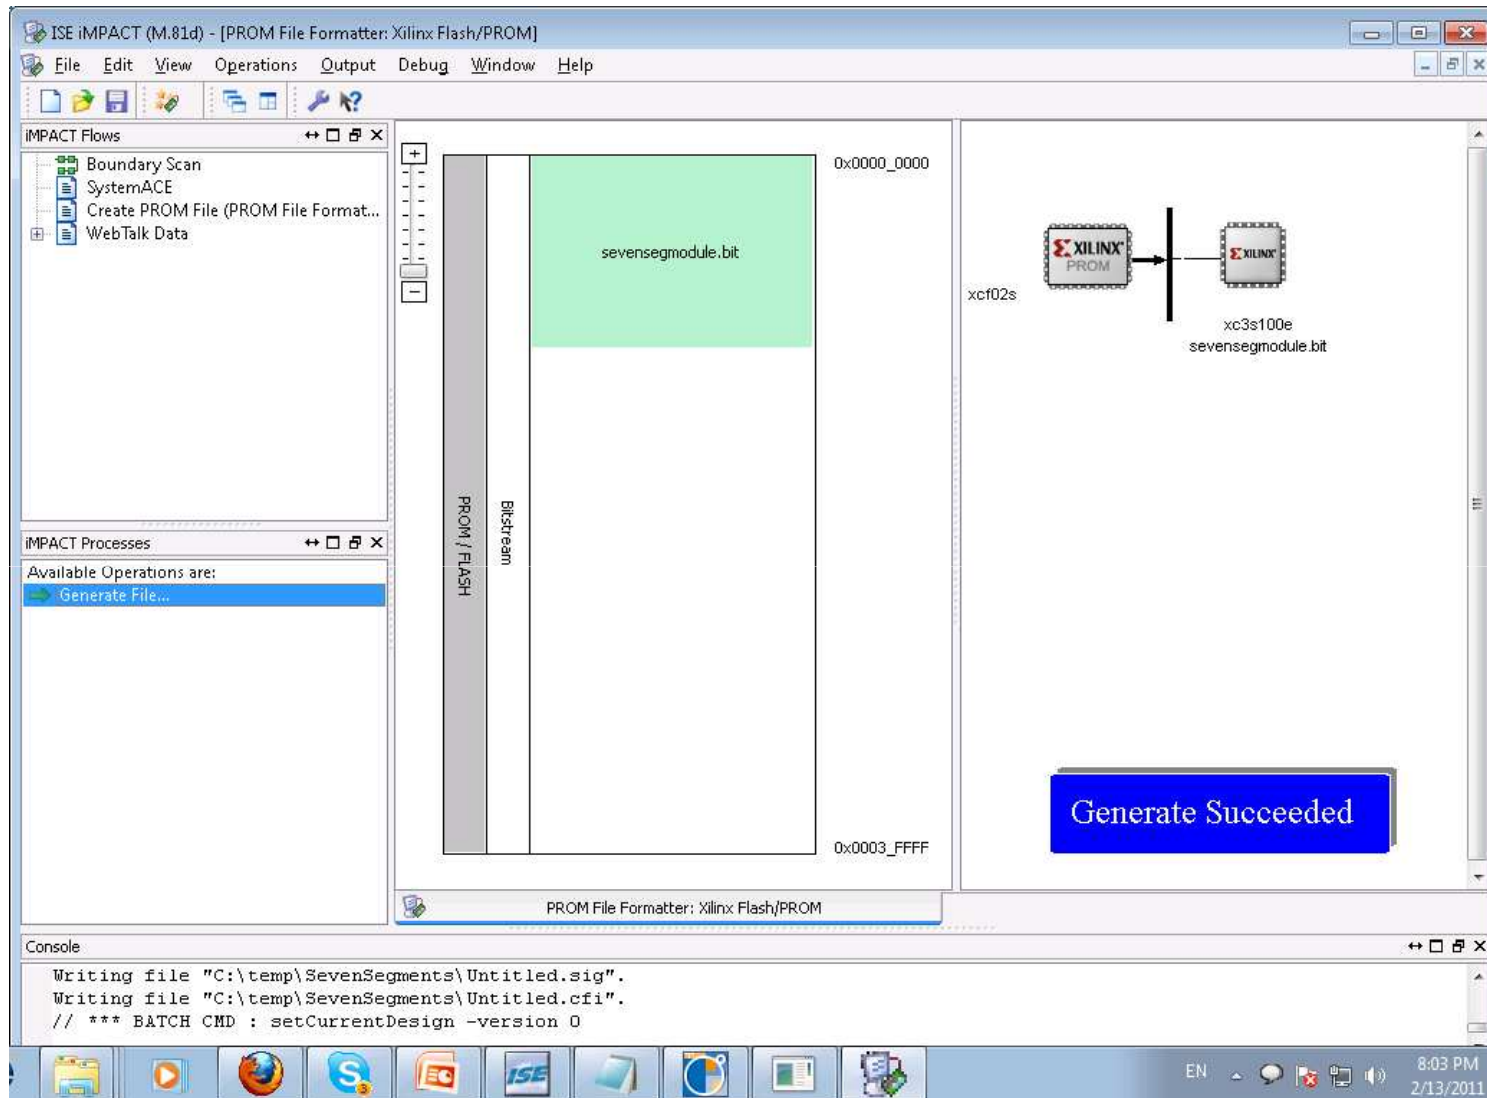 ISE iMPACT (M.81d) - [PROM File Formatter: Xilinx Flash/PROM]
File Edit View Operations Output Debug Window Help
iMPACT Flows
Boundary Scan
SystemACE
Create PROM File (PROM File Format...
WebTalk Data
iMPACT Processes
Available Operations are:
Generate File...
PROM / FLASH
Bitstream
sevensegmodule.bit
0x0000_0000
0x0003_FFFF
PROM File Formatter: Xilinx Flash/PROM
XILINX
PROM
xcf02s
XILINX
xc3s100e
sevensegmodule.bit
Generate Succeeded
Console
Writing file "C:\temp\SevenSegments\Untitled.sig".
Writing file "C:\temp\SevenSegments\Untitled.cfi".
// *** BATCH CMD : setCurrentDesign -version 0
ISE
EN
8:03 PM
2/13/2011